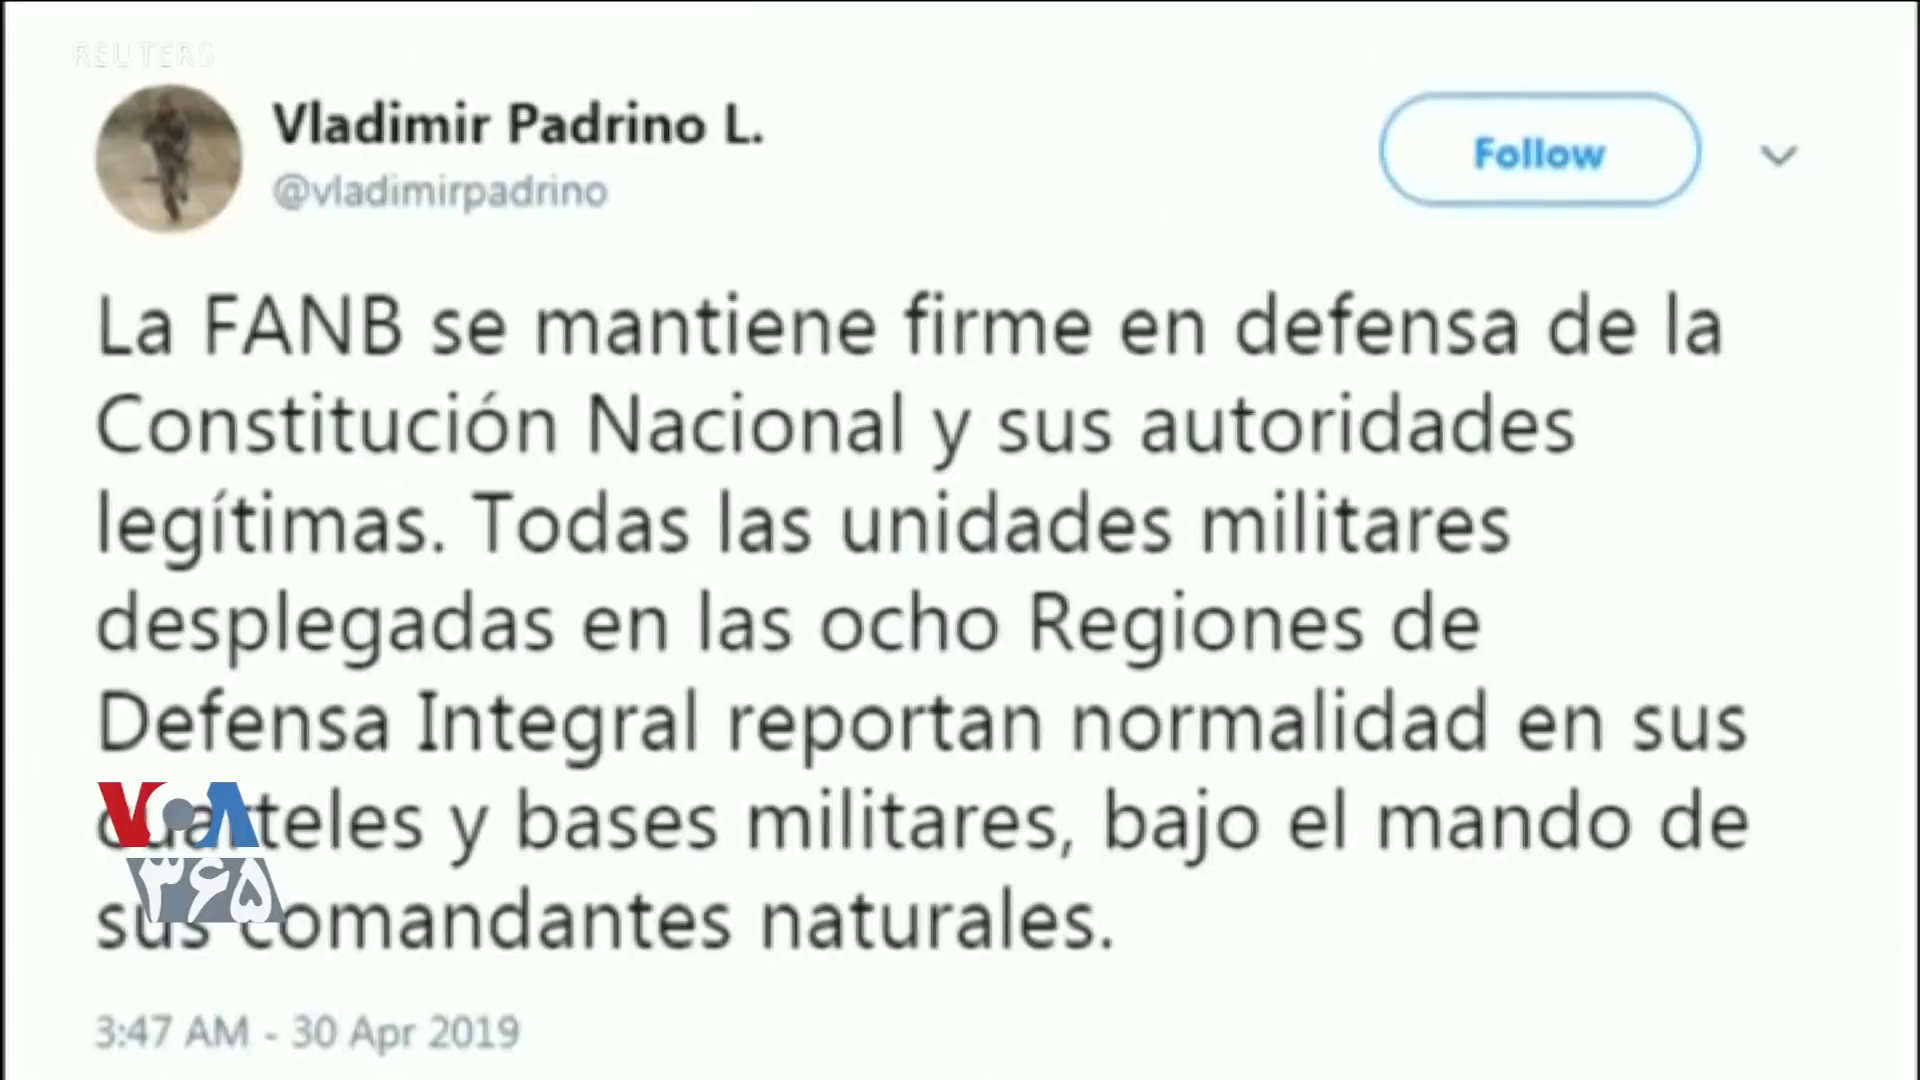 REUTERS
Vladimir Padrino L.
@vladimirpadrino
Follow
La FANB se mantiene firme en defensa de la
Constitución Nacional y sus autoridades
legítimas. Todas las unidades militares
desplegadas en las ocho Regiones de
Defensa Integral reportan normalidad en sus
cuarteles y bases militares, bajo el mando de
sus comandantes naturales.
VOA
۳۶۵
3:47 AM - 30 Apr 2019